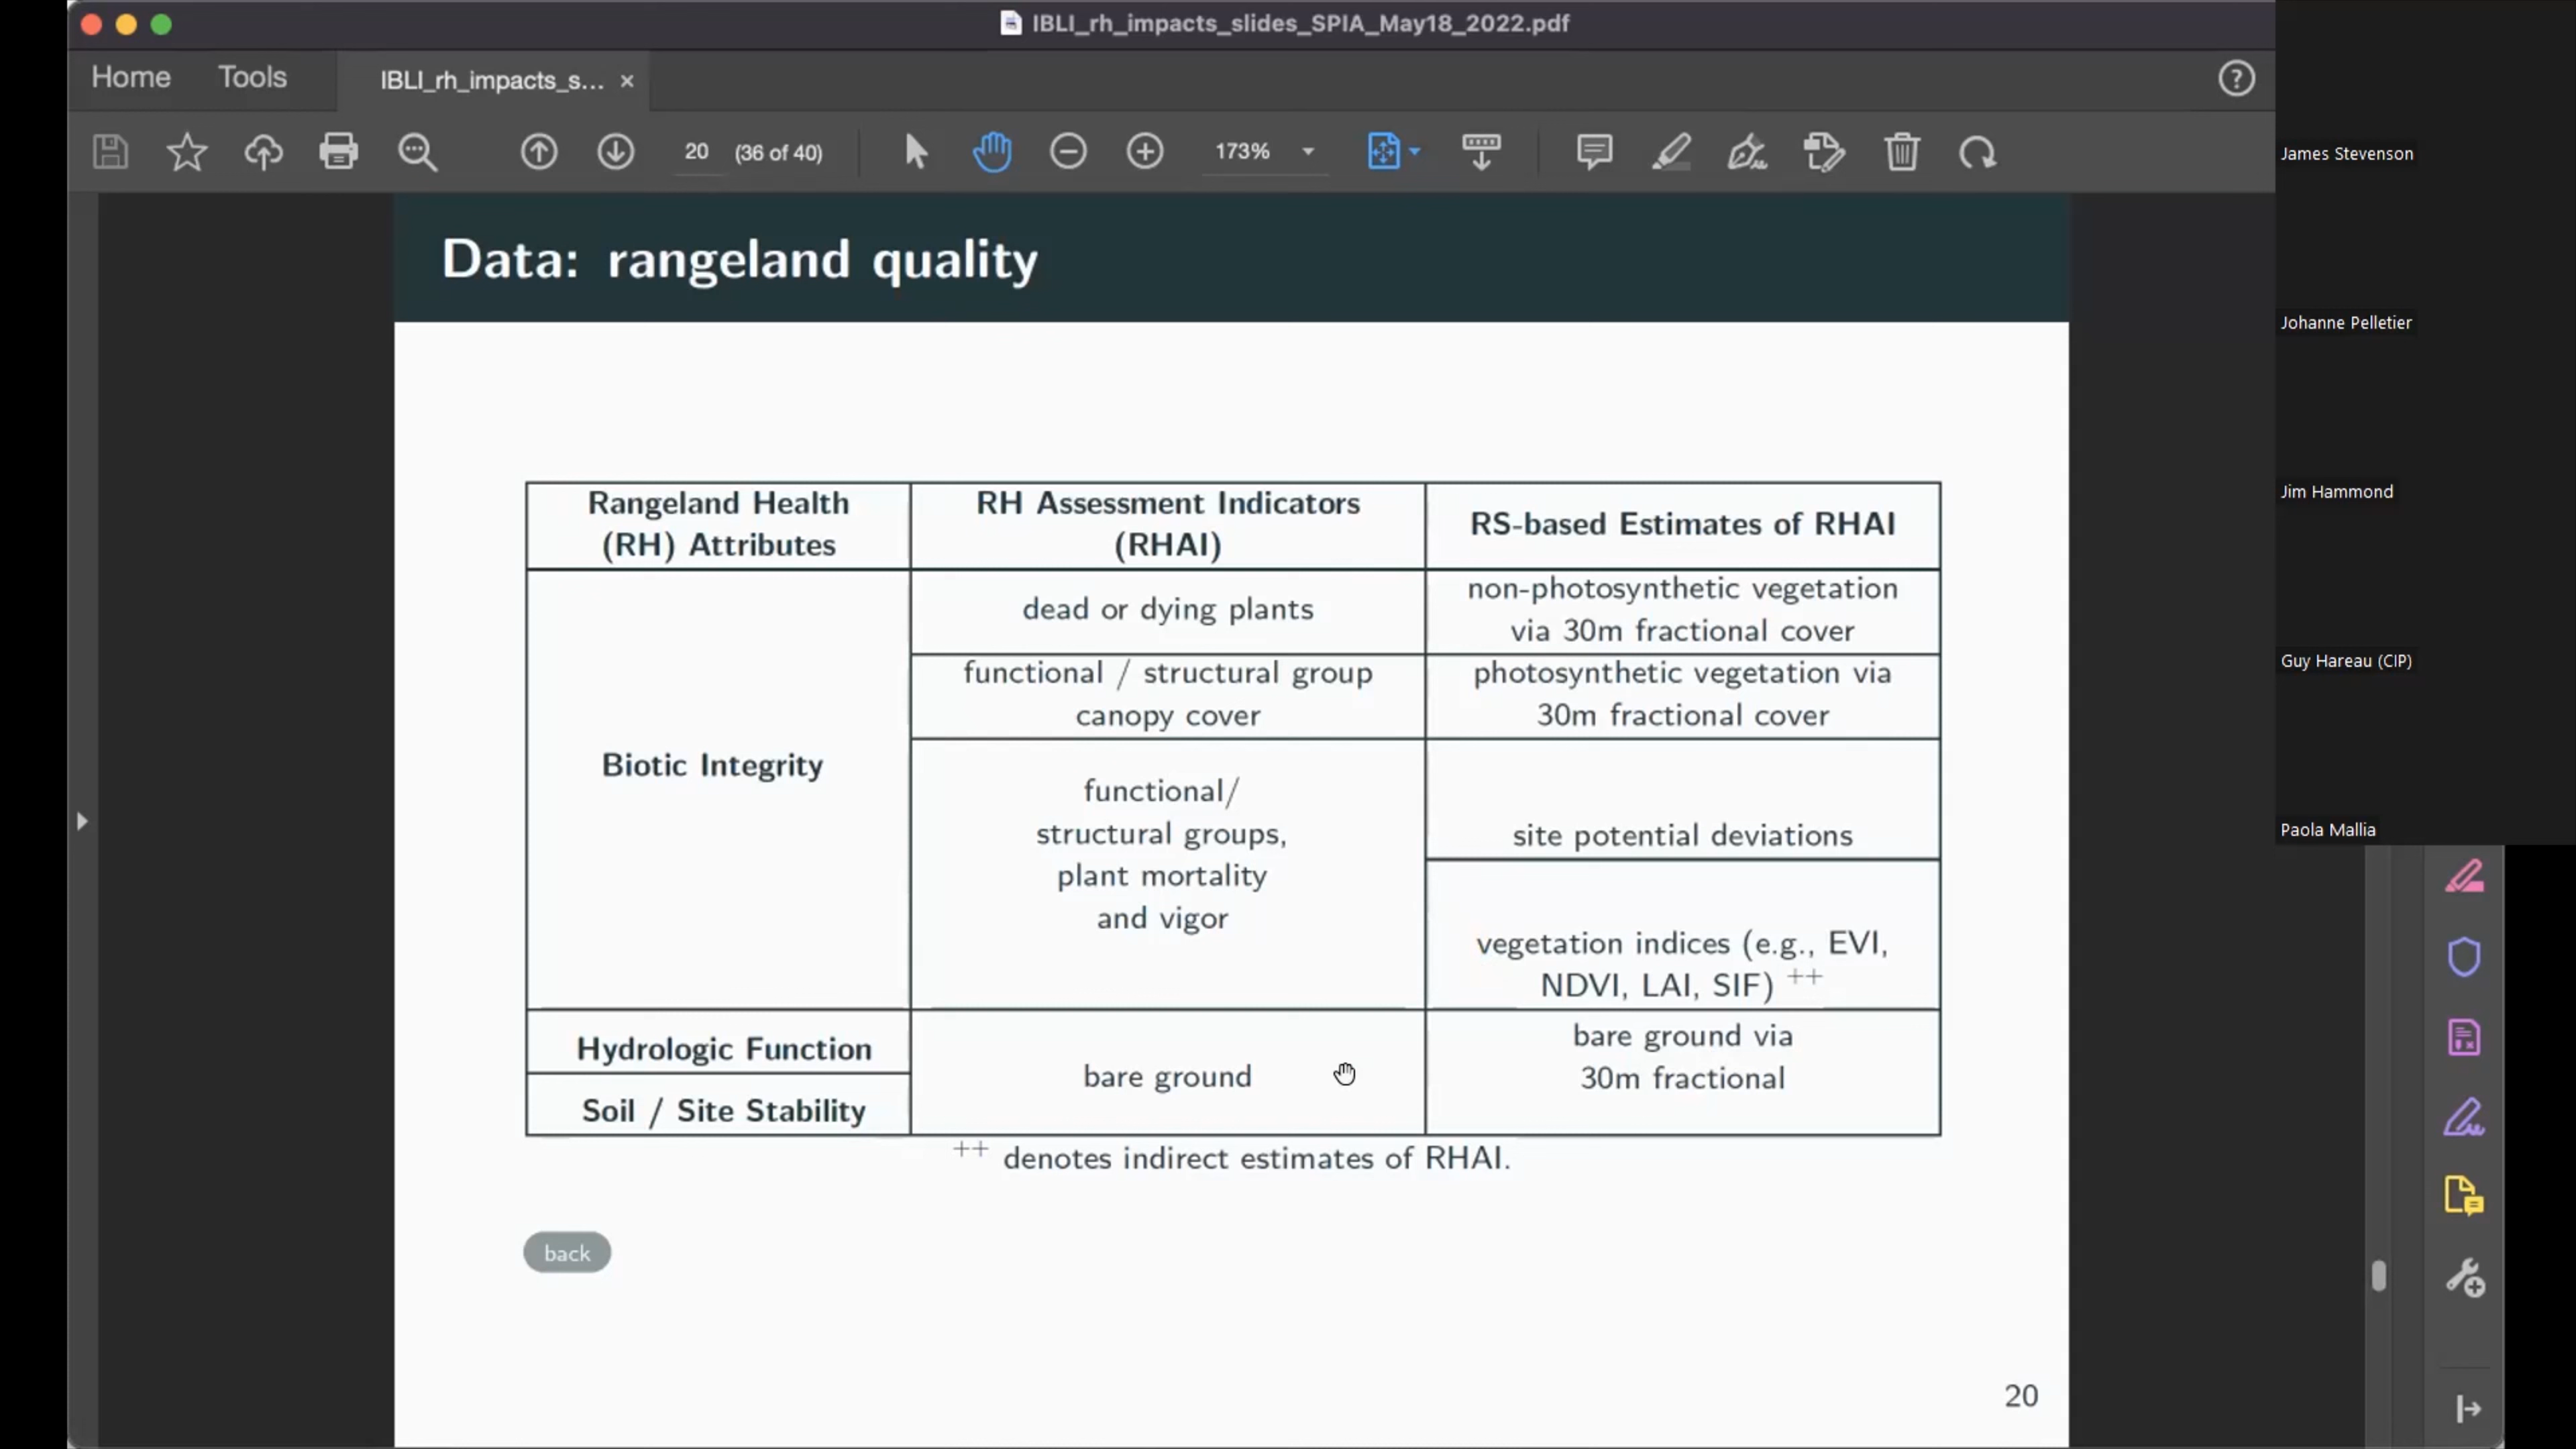 IBLI_rh_impacts_slides_SPIA_May18_2022.pdf
Home Tools IBLI_rh_impacts_s... ×
20 (36 of 40) 173%
Data: rangeland quality
Rangeland Health
(RH) Attributes
RH Assessment Indicators
(RHAI)
RS-based Estimates of RHAI
Biotic Integrity
dead or dying plants
non-photosynthetic vegetation
via 30m fractional cover
functional / structural group
canopy cover
photosynthetic vegetation via
30m fractional cover
functional/
structural groups,
plant mortality
and vigor
site potential deviations
vegetation indices (e.g., EVI,
NDVI, LAI, SIF) ++
Hydrologic Function
Soil / Site Stability
bare ground
bare ground via
30m fractional
++ denotes indirect estimates of RHAI.
back
20
James Stevenson
Johanne Pelletier
Jim Hammond
Guy Hareau (CIP)
Paola Mallia